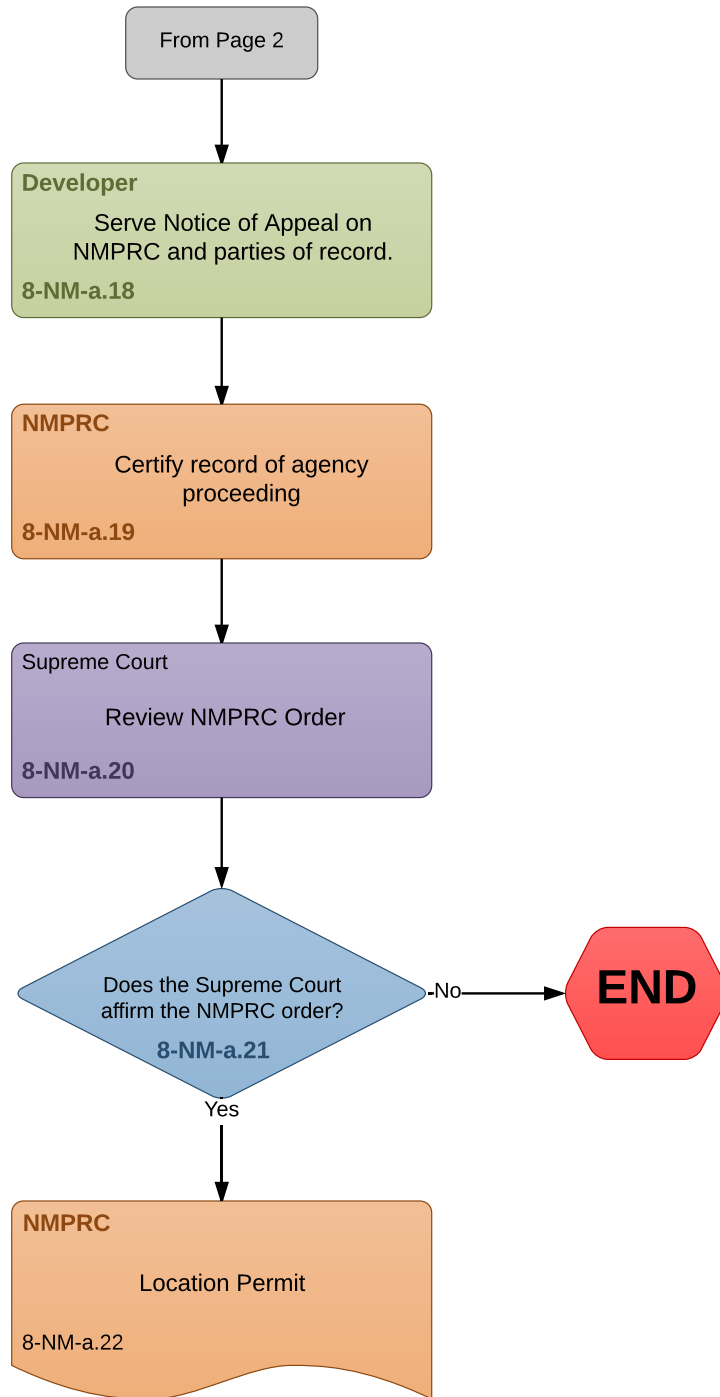 From Page 2
Developer
Serve Notice of Appeal on
NMPRC and parties of record.
8-NM-a.18
NMPRC
Certify record of agency
proceeding
8-NM-a.19
Supreme Court
Review NMPRC Order
8-NM-a.20
Does the Supreme Court
affirm the NMPRC order?
8-NM-a.21
No
END
Yes
NMPRC
Location Permit
8-NM-a.22